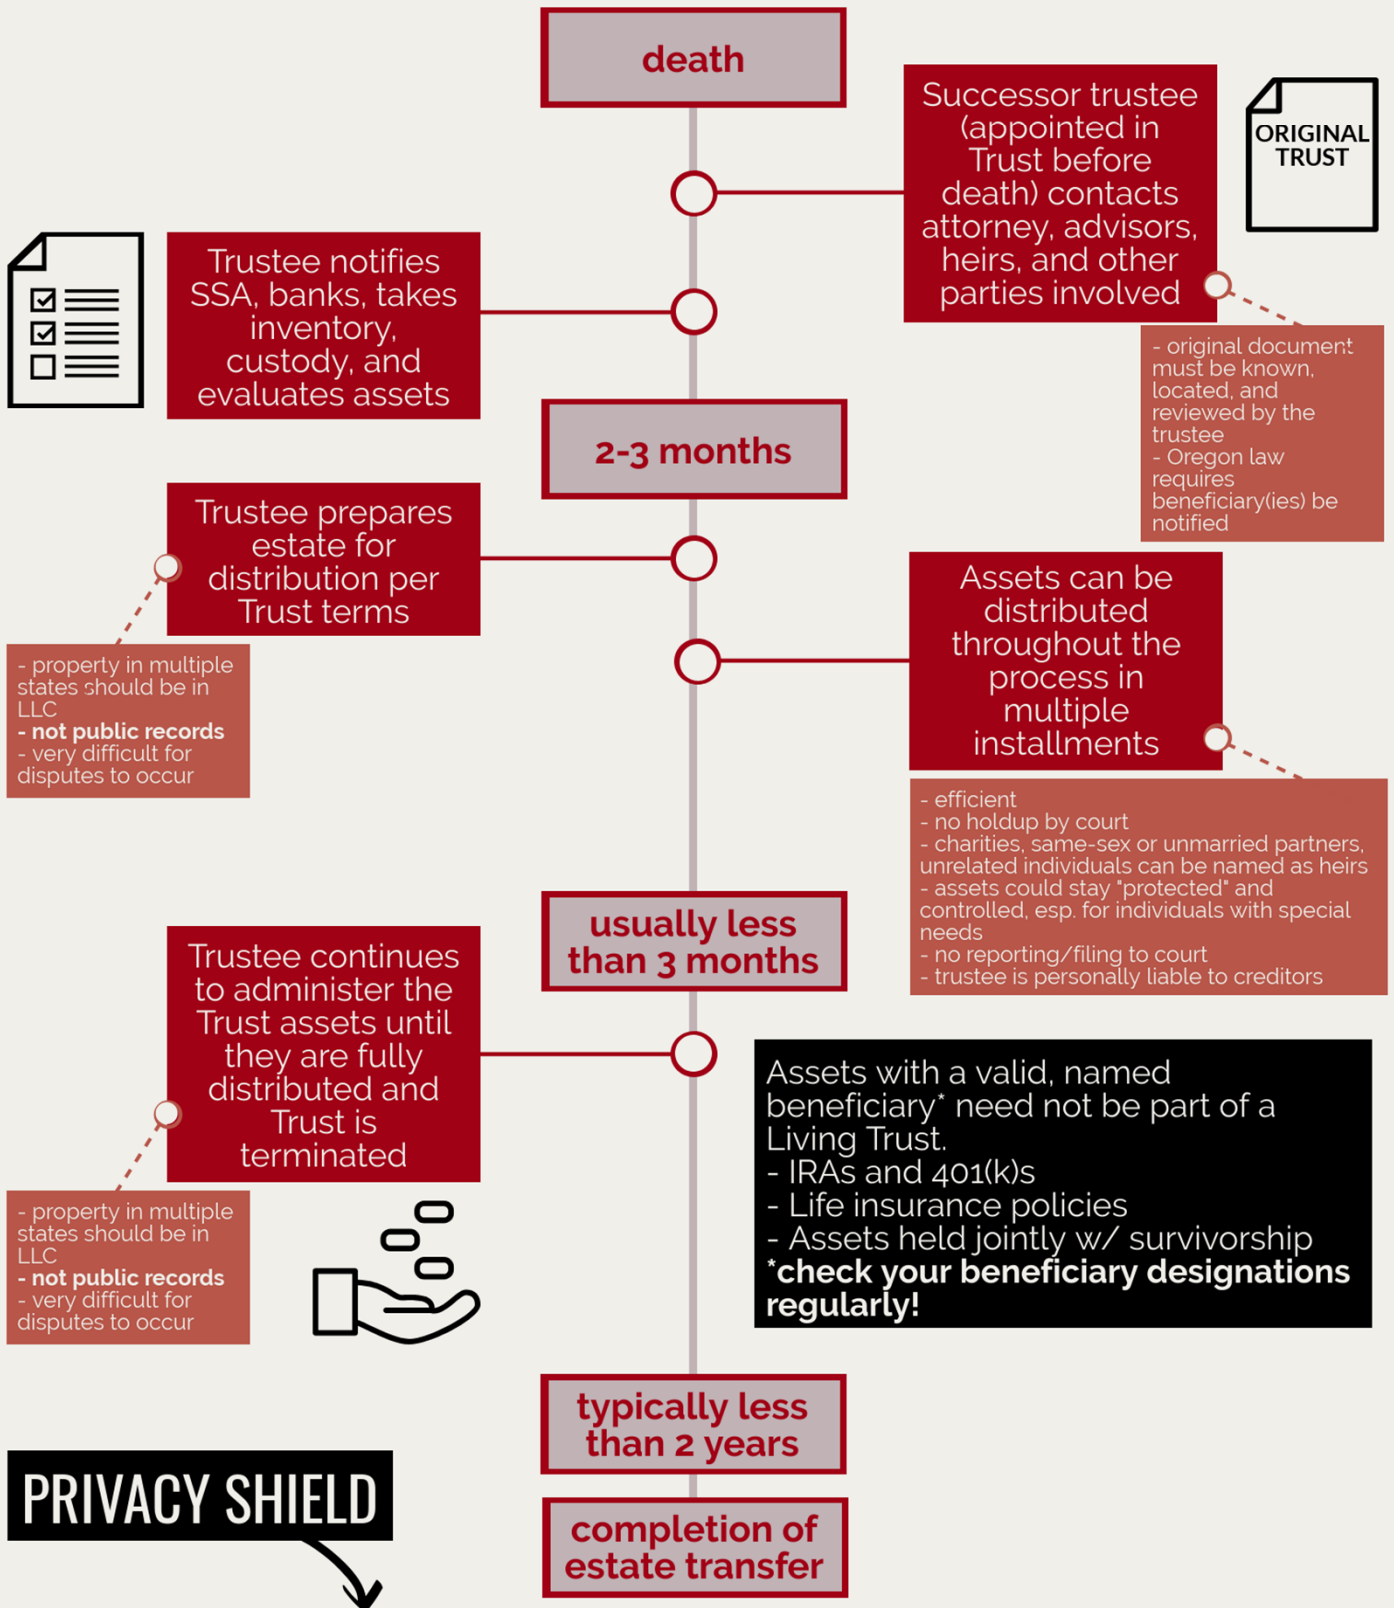 death
Successor trustee
(appointed in
Trust before
death) contacts
attorney, advisors,
heirs, and other
parties involved
ORIGINAL
TRUST
- original document
must be known,
located, and
reviewed by the
trustee
- Oregon law
requires
beneficiary(ies) be
notified
Trustee notifies
SSA, banks, takes
inventory,
custody, and
evaluates assets
2-3 months
Trustee prepares
estate for
distribution per
Trust terms
- property in multiple
states should be in
LLC
- not public records
- very difficult for
disputes to occur
Assets can be
distributed
throughout the
process in
multiple
installments
- efficient
- no holdup by court
- charities, same-sex or unmarried partners,
unrelated individuals can be named as heirs
- assets could stay "protected" and
controlled, esp. for individuals with special
needs
- no reporting/filing to court
- trustee is personally liable to creditors
usually less
than 3 months
Trustee continues
to administer the
Trust assets until
they are fully
distributed and
Trust is
terminated
- property in multiple
states should be in
LLC
- not public records
- very difficult for
disputes to occur
Assets with a valid, named
beneficiary* need not be part of a
Living Trust.
- IRAs and 401(k)s
- Life insurance policies
- Assets held jointly w/ survivorship
*check your beneficiary designations
regularly!
typically less
than 2 years
PRIVACY SHIELD
completion of
estate transfer